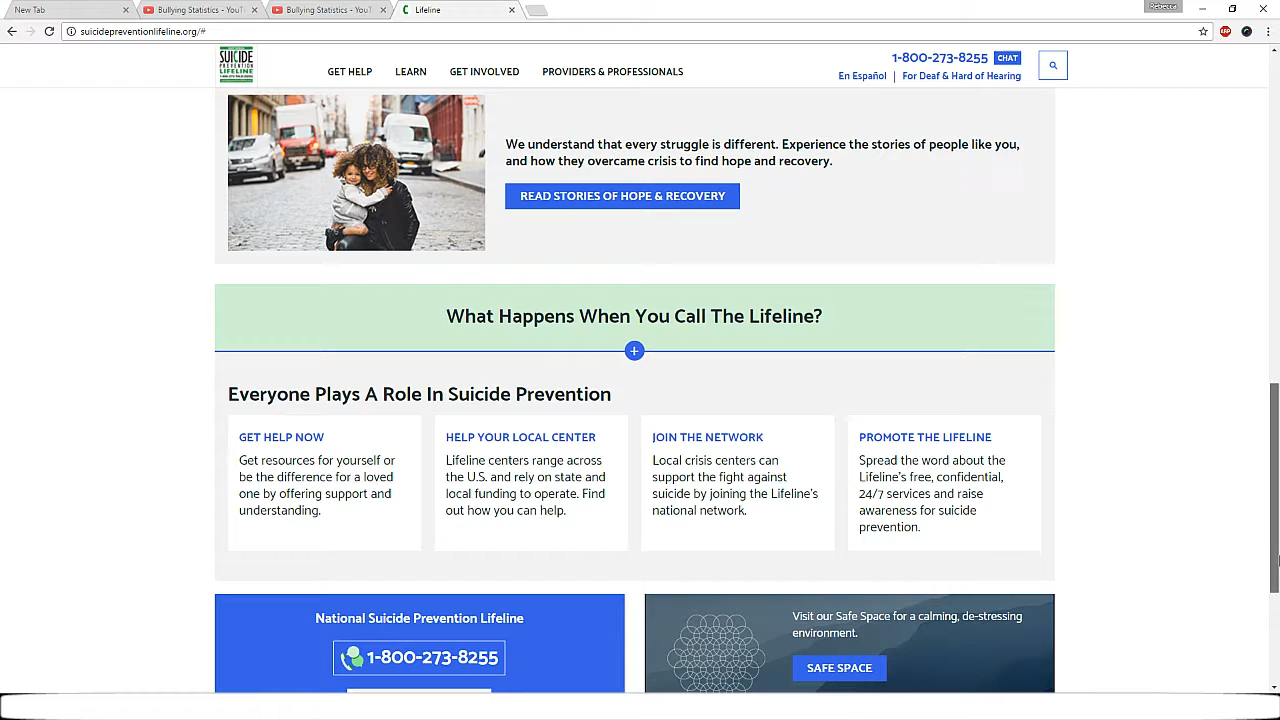 New Tab
Bullying Statistics - YouT
Bullying Statistics - YouT
Lifeline
Rebecca
suicidepreventionlifeline.org/#
ABP
SUICIDE
PREVENTION
LIFELINE
GET HELP
LEARN
GET INVOLVED
PROVIDERS & PROFESSIONALS
1-800-273-8255 CHAT
En Español | For Deaf & Hard of Hearing
We understand that every struggle is different. Experience the stories of people like you,
and how they overcame crisis to find hope and recovery.
READ STORIES OF HOPE & RECOVERY
What Happens When You Call The Lifeline?
Everyone Plays A Role In Suicide Prevention
GET HELP NOW
Get resources for yourself or
be the difference for a loved
one by offering support and
understanding.
HELP YOUR LOCAL CENTER
Lifeline centers range across
the U.S. and rely on state and
local funding to operate. Find
out how you can help.
JOIN THE NETWORK
Local crisis centers can
support the fight against
suicide by joining the Lifeline's
national network.
PROMOTE THE LIFELINE
Spread the word about the
Lifeline's free, confidential,
24/7 services and raise
awareness for suicide
prevention.
National Suicide Prevention Lifeline
1-800-273-8255
Visit our Safe Space for a calming, de-stressing
environment.
SAFE SPACE